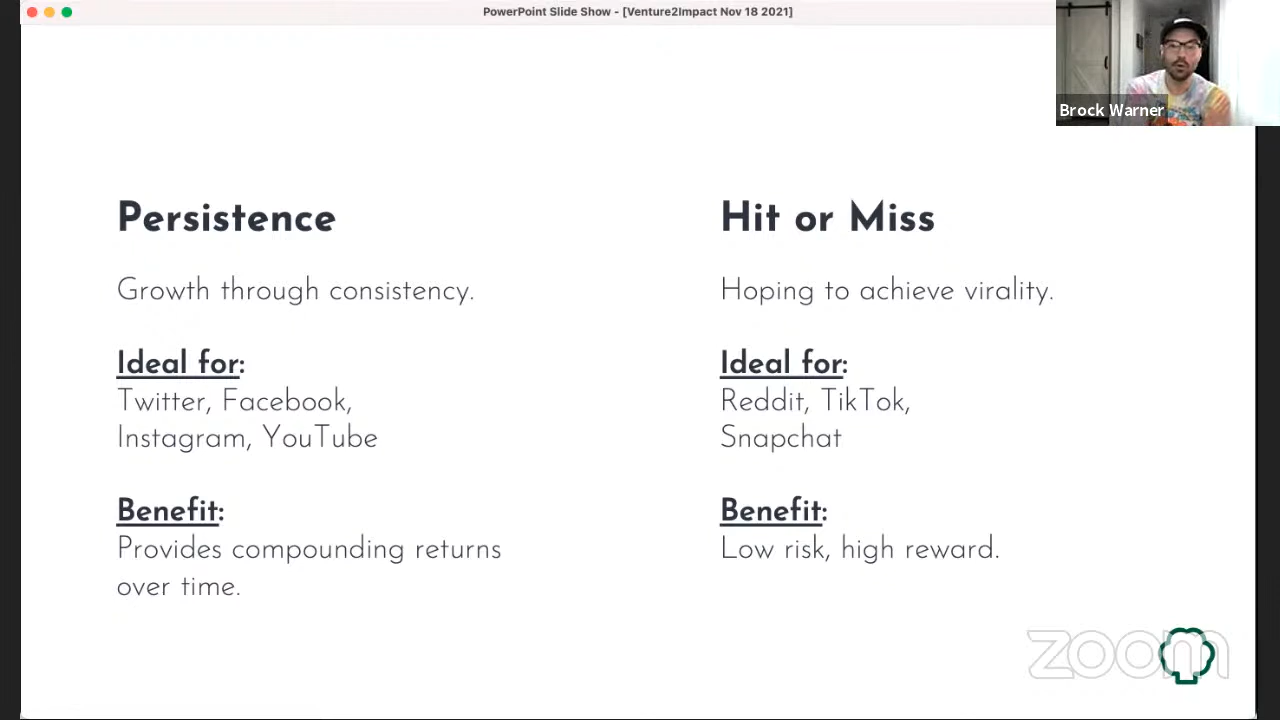 PowerPoint Slide Show - [Venture2Impact Nov 18 2021]
Brock Warner
Persistence
Growth through consistency.
Ideal for:
Twitter, Facebook,
Instagram, YouTube
Benefit:
Provides compounding returns
over time.
Hit or Miss
Hoping to achieve virality.
Ideal for:
Reddit, TikTok,
Snapchat
Benefit:
Low risk, high reward.
zoom